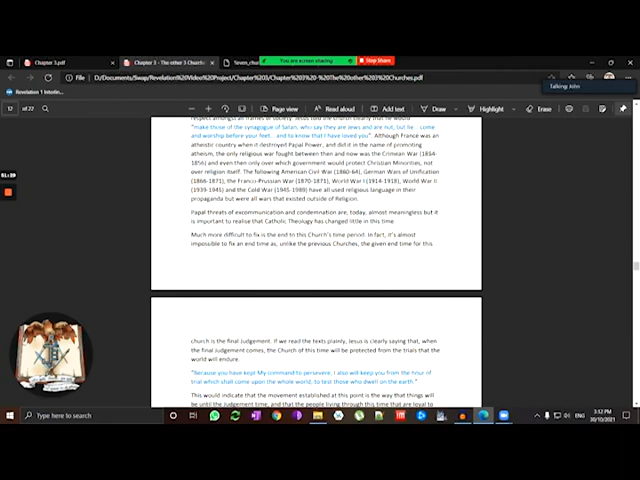 Chapter 3.pdf
Chapter 3 - The other 3 Church
Seven_chu
You are screen sharing
Stop Share
File
D:/Documents/Swap/Revelation%20Video%20Project/Chapter%203/Chapter%203%20-%20The%20other%203%20Churches.pdf
Talking: John
Revelation 1 Interlin...
12 of 22
Page view
Read aloud
Add text
Draw
Highlight
Erase
respect amongst all frames of society. Jesus told the church clearly that he would
"make those of the synagogue of Satan, who say they are Jews and are not, but lie... come
and worship before your feet... and to know that I have loved you". Although France was an
atheistic country when it destroyed Papal Power, and did it in the name of promoting
atheism, the only religious war fought between then and now was the Crimean War (1854-
1856) and even then only over which government would protect Christian Minorities, not
over religion itself. The following American Civil War (1860-64), German Wars of Unification
(1866-1871), the Franco-Prussian War (1870-1871), World War I (1914-1918), World War II
(1939-1945) and the Cold War (1945-1989) have all used religious language in their
propaganda but were all wars that existed outside of Religion.
Papal threats of excommunication and condemnation are, today, almost meaningless but it
is important to realise that Catholic Theology has changed little in this time.
Much more difficult to fix is the end to this Church's time period. In fact, it's almost
impossible to fix an end time as, unlike the previous Churches, the given end time for this
church is the final Judgement. If we read the texts plainly, Jesus is clearly saying that, when
the final Judgement comes, the Church of this time will be protected from the trials that the
world will endure.
"Because you have kept My command to persevere, I also will keep you from the hour of
trial which shall come upon the whole world, to test those who dwell on the earth."
This would indicate that the movement established at this point is the way that things will
be until the Judgement time, and that the people living through this time that are loyal to
Type here to search
ENG
3:52 PM
30/10/2021